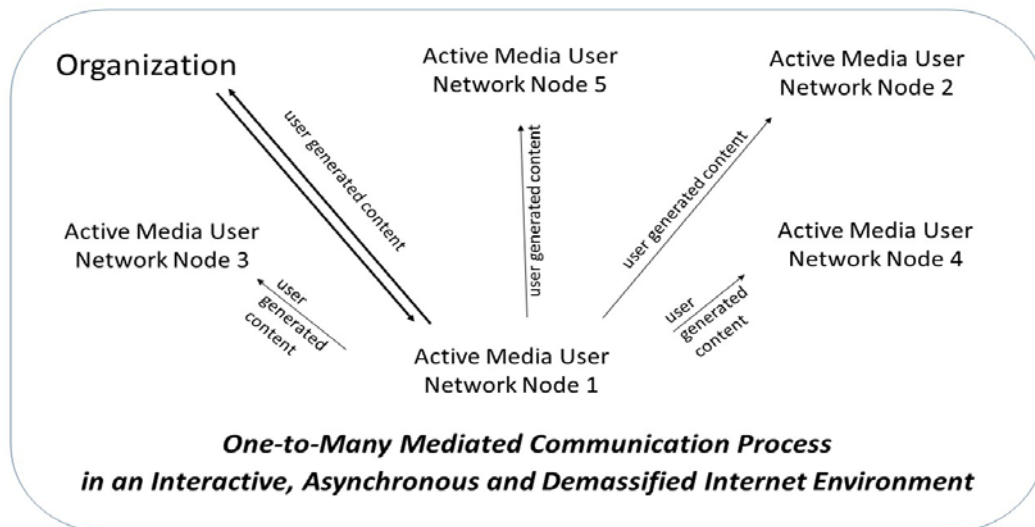 Organization
user generated content
Active Media User
Network Node 5
user generated content
Active Media User
Network Node 2
user generated content
Active Media User
Network Node 3
user
generated
content
Active Media User
Network Node 4
user
generated
content
Active Media User
Network Node 1
One-to-Many Mediated Communication Process
in an Interactive, Asynchronous and Demassified Internet Environment